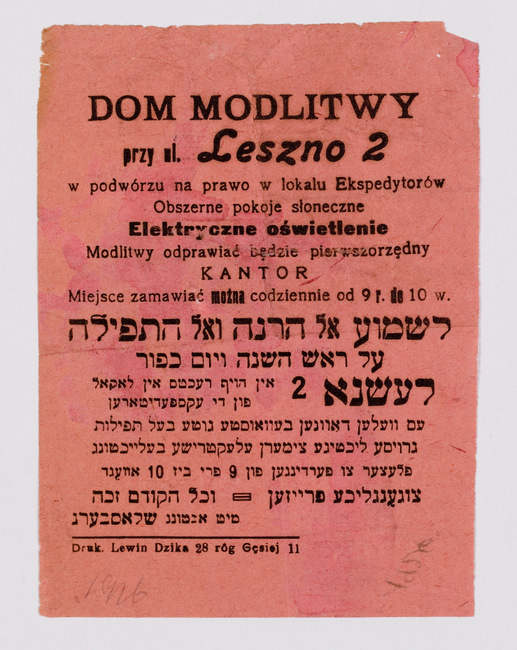 DOM MODLITWY
przy ul. Leszno 2
w podwórzu na prawo w lokalu Ekspedytorów
Obszerne pokoje słoneczne
Elektryczne oświetlenie
Modlitwy odprawiać będzie pierwszorzędny
KANTOR
Miejsce zamawiać można codziennie od 9 r. do 10 w.
לשמוע אל הרנה ואל התפילה
על ראש השנה ויום כפור
לעשנא 2 אין הויף רעכטס אין לאקאל
פון די עקספעדיטארען
עס וועלען דאוונען בעוואוסטע גוטע בעל תפילות
גרויסע ליכטיגע צימערן עלעקטרישע בעלייכטונג
פלעצער צו פערדינגען פון 9 פרי ביז 10 אווענד
צוגענגליכע פרייזען = וכל הקודם זכה
מיט אכטונג שלאסבערג
Druk. Lewin Dzika 28 róg Gęsiej 11